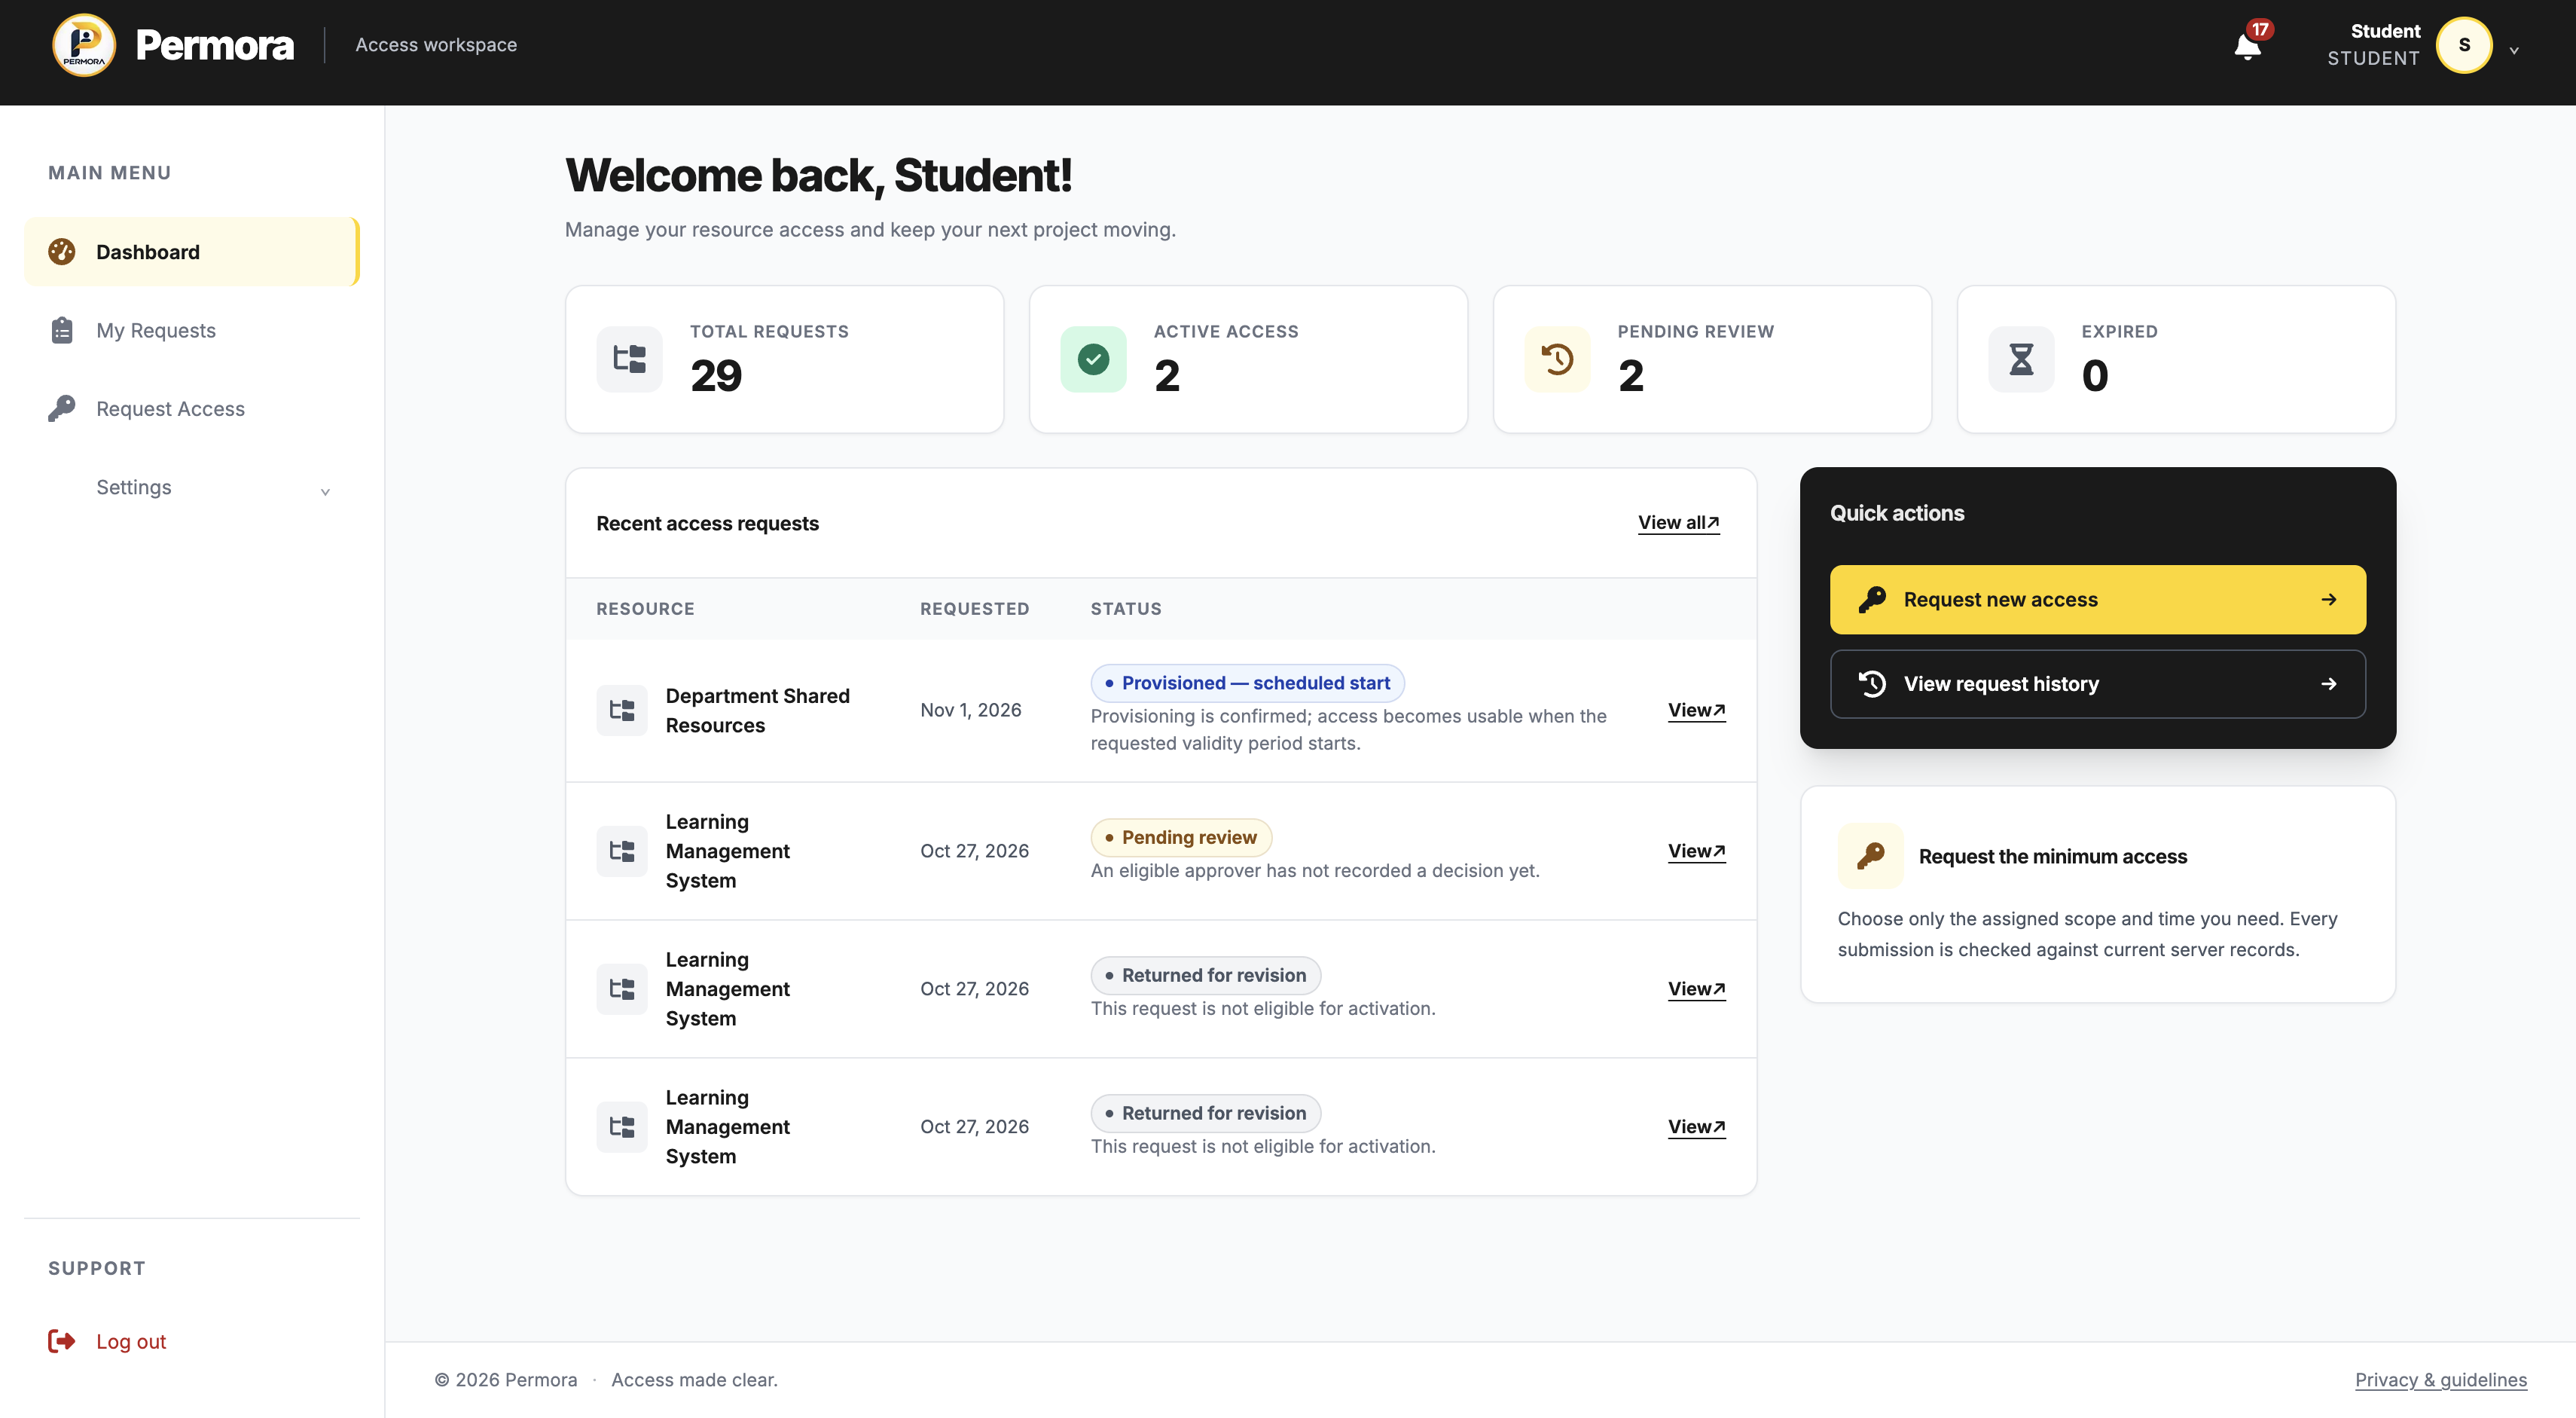 PERMORA
Permora
Access workspace
17
Student
STUDENT
S
MAIN MENU
Dashboard
My Requests
Request Access
Settings
Welcome back, Student!
Manage your resource access and keep your next project moving.
TOTAL REQUESTS
29
ACTIVE ACCESS
2
PENDING REVIEW
2
EXPIRED
0
Recent access requests
View all↗
RESOURCE REQUESTED STATUS
Department Shared
Resources
Nov 1, 2026
Provisioned — scheduled start
Provisioning is confirmed; access becomes usable when the
requested validity period starts.
View↗
Learning
Management
System
Oct 27, 2026
Pending review
An eligible approver has not recorded a decision yet.
View↗
Learning
Management
System
Oct 27, 2026
Returned for revision
This request is not eligible for activation.
View↗
Learning
Management
System
Oct 27, 2026
Returned for revision
This request is not eligible for activation.
View↗
Quick actions
Request new access →
View request history →
Request the minimum access
Choose only the assigned scope and time you need. Every
submission is checked against current server records.
SUPPORT
Log out
© 2026 Permora · Access made clear.
Privacy & guidelines